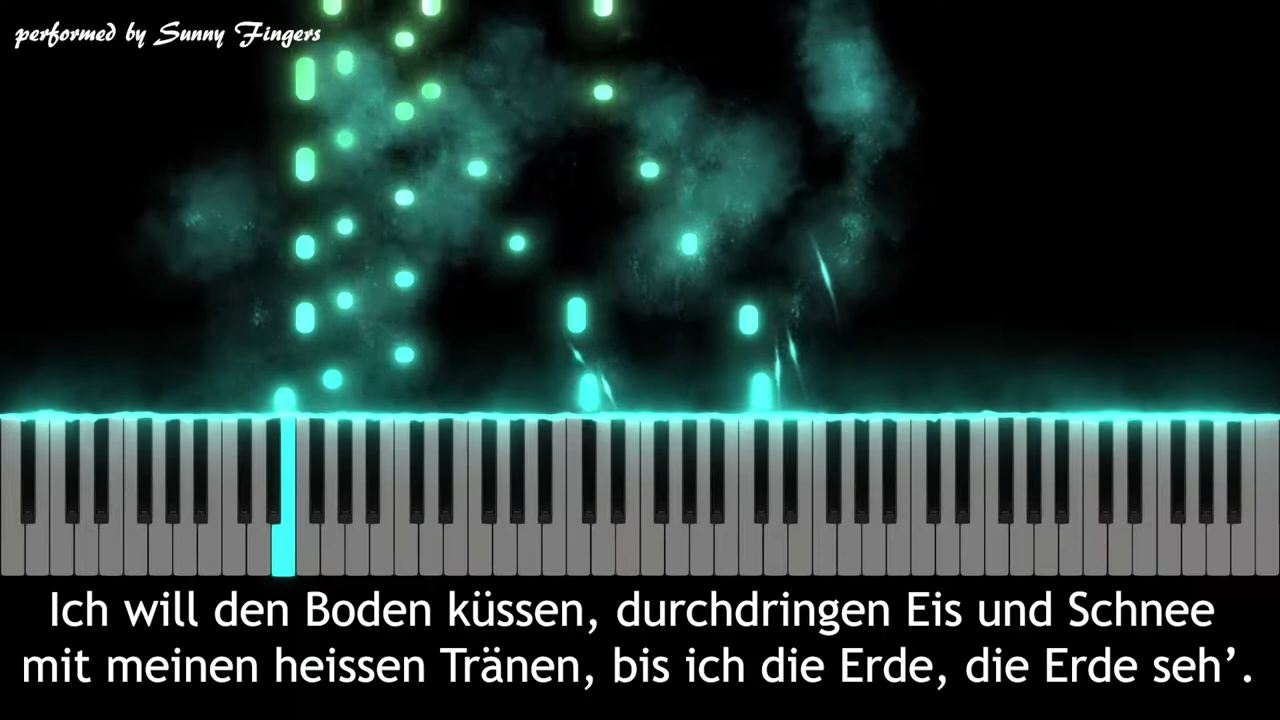 performed by Sunny Fingers
Ich will den Boden küssen, durchdringen Eis und Schnee
mit meinen heissen Tränen, bis ich die Erde, die Erde seh’.